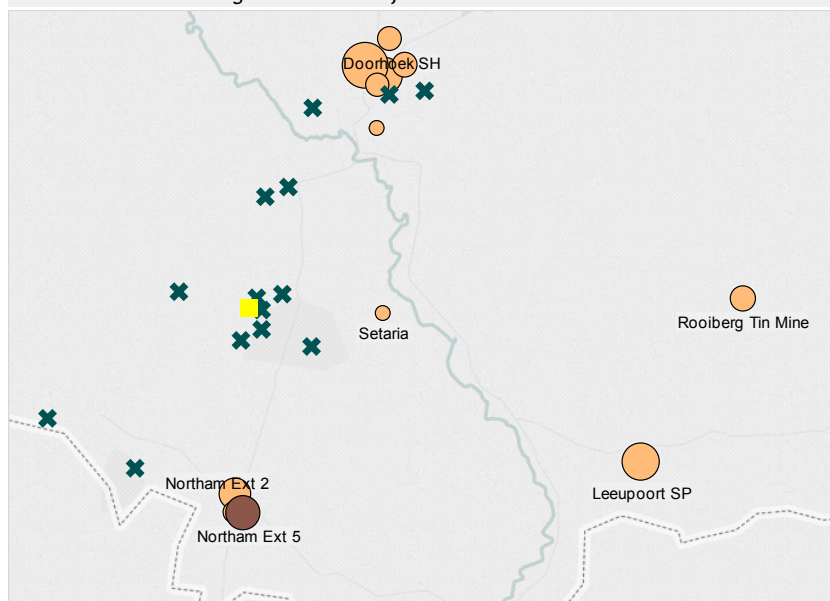 Doornhoek SH
Rooiberg Tin Mine
Setaria
Northam Ext 2
Leeupoort SP
Northam Ext 5